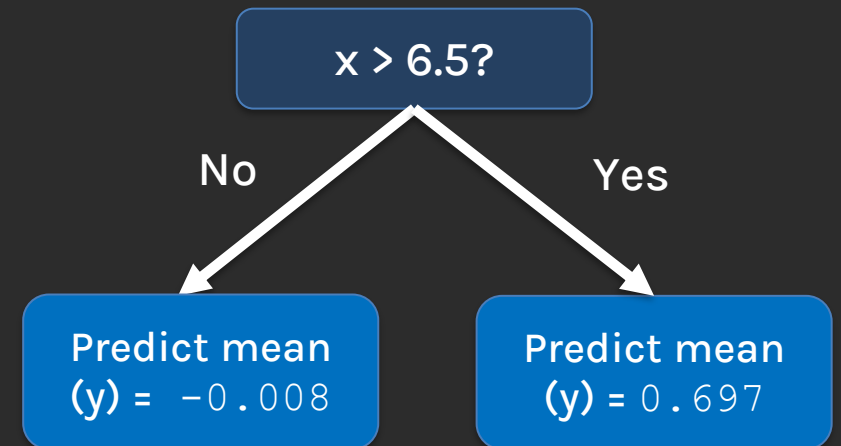 x > 6.5?
No
Yes
Predict mean
(y) = -0.008
Predict mean
(y) = 0.697